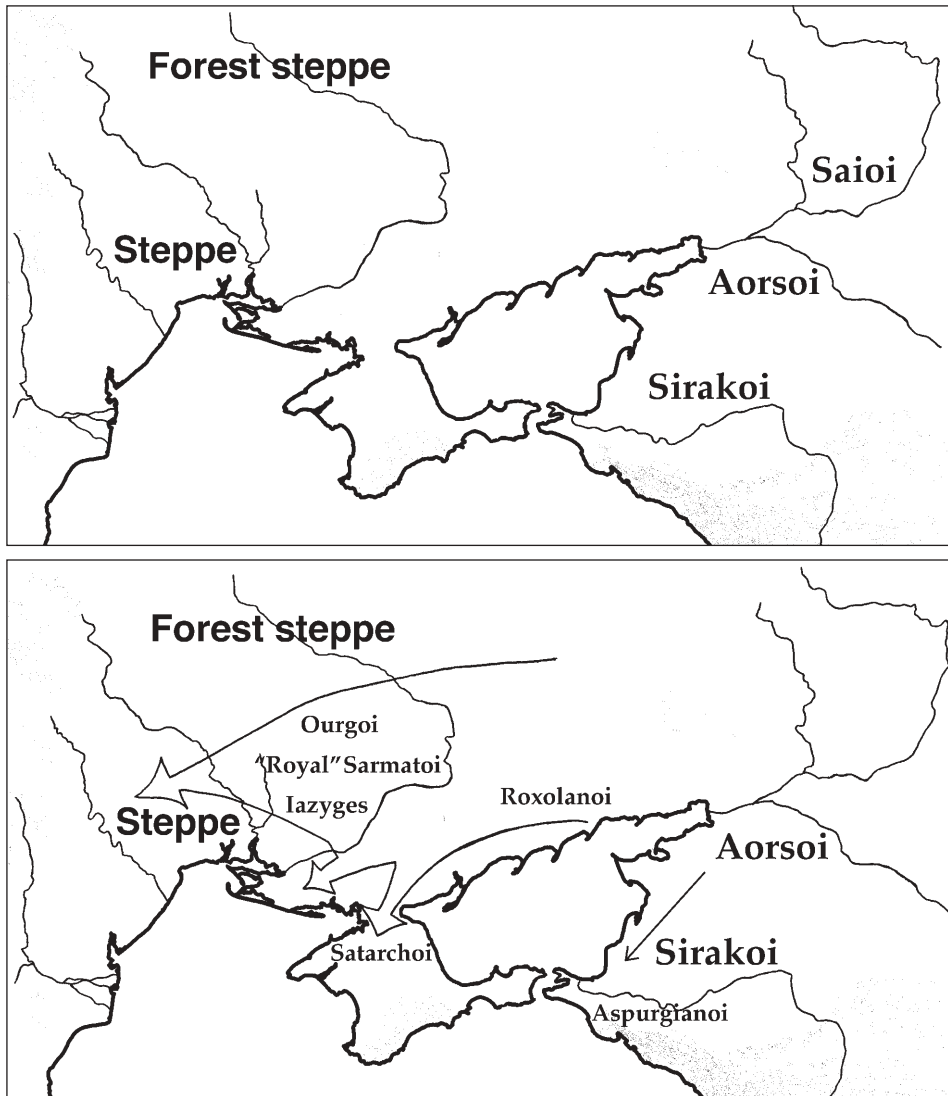 Forest steppe
Saioi
Steppe
Aorsoi
Sirakoi
Forest steppe
Ourgoi
"Royal" Sarmatoi
Iazyges
Roxolanoi
Steppe
Aorsoi
Satarchoi
Sirakoi
Aspurgianoi